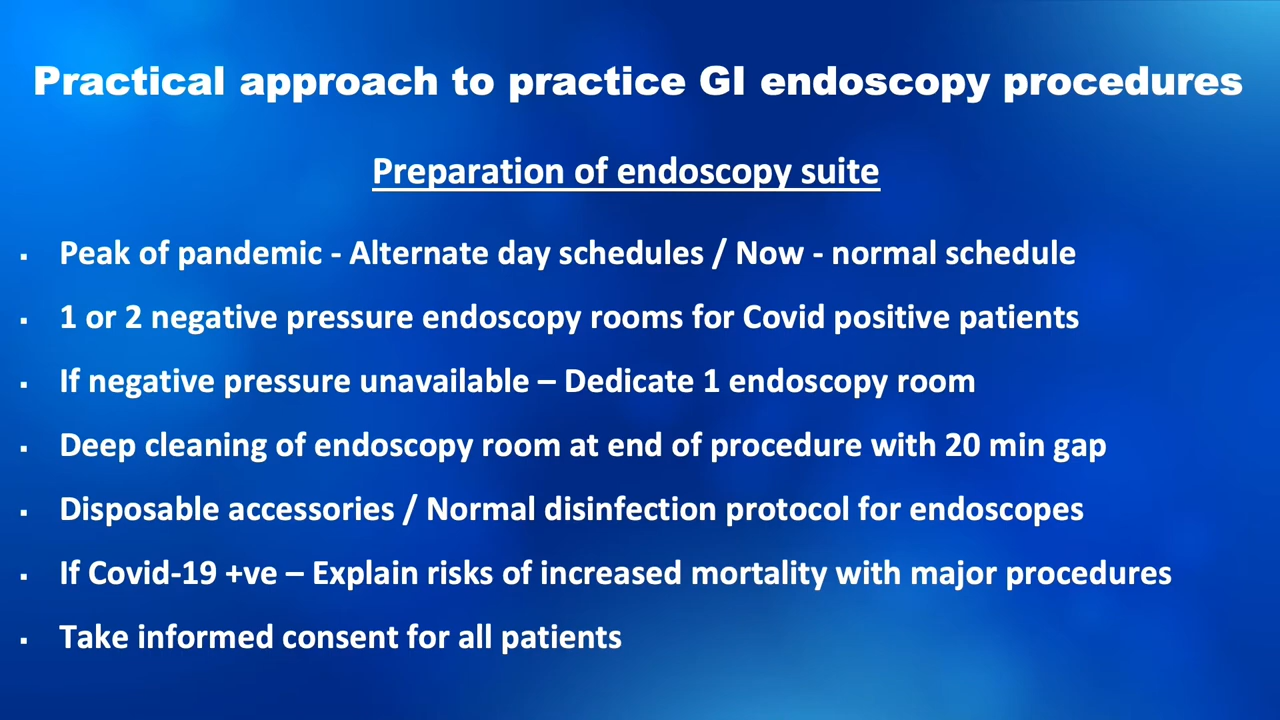 Practical approach to practice GI endoscopy procedures
Preparation of endoscopy suite
▪ Peak of pandemic - Alternate day schedules / Now - normal schedule
▪ 1 or 2 negative pressure endoscopy rooms for Covid positive patients
▪ If negative pressure unavailable – Dedicate 1 endoscopy room
▪ Deep cleaning of endoscopy room at end of procedure with 20 min gap
▪ Disposable accessories / Normal disinfection protocol for endoscopes
▪ If Covid-19 +ve – Explain risks of increased mortality with major procedures
▪ Take informed consent for all patients